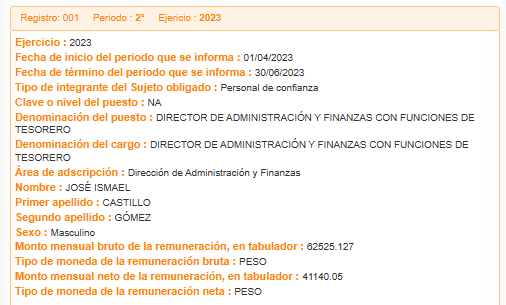 Registro: 001 Periodo : 2° Ejericio : 2023
Ejercicio : 2023
Fecha de inicio del periodo que se informa : 01/04/2023
Fecha de término del periodo que se informa : 30/06/2023
Tipo de integrante del Sujeto obligado : Personal de confianza
Clave o nivel del puesto : NA
Denominación del puesto : DIRECTOR DE ADMINISTRACIÓN Y FINANZAS CON FUNCIONES DE
TESORERO
Denominación del cargo : DIRECTOR DE ADMINISTRACIÓN Y FINANZAS CON FUNCIONES DE
TESORERO
Área de adscripción : Dirección de Administración y Finanzas
Nombre : JOSÉ ISMAEL
Primer apellido : CASTILLO
Segundo apellido : GÓMEZ
Sexo : Masculino
Monto mensual bruto de la remuneración, en tabulador : 62525.127
Tipo de moneda de la remuneración bruta : PESO
Monto mensual neto de la remuneración, en tabulador : 41140.05
Tipo de moneda de la remuneración neta : PESO